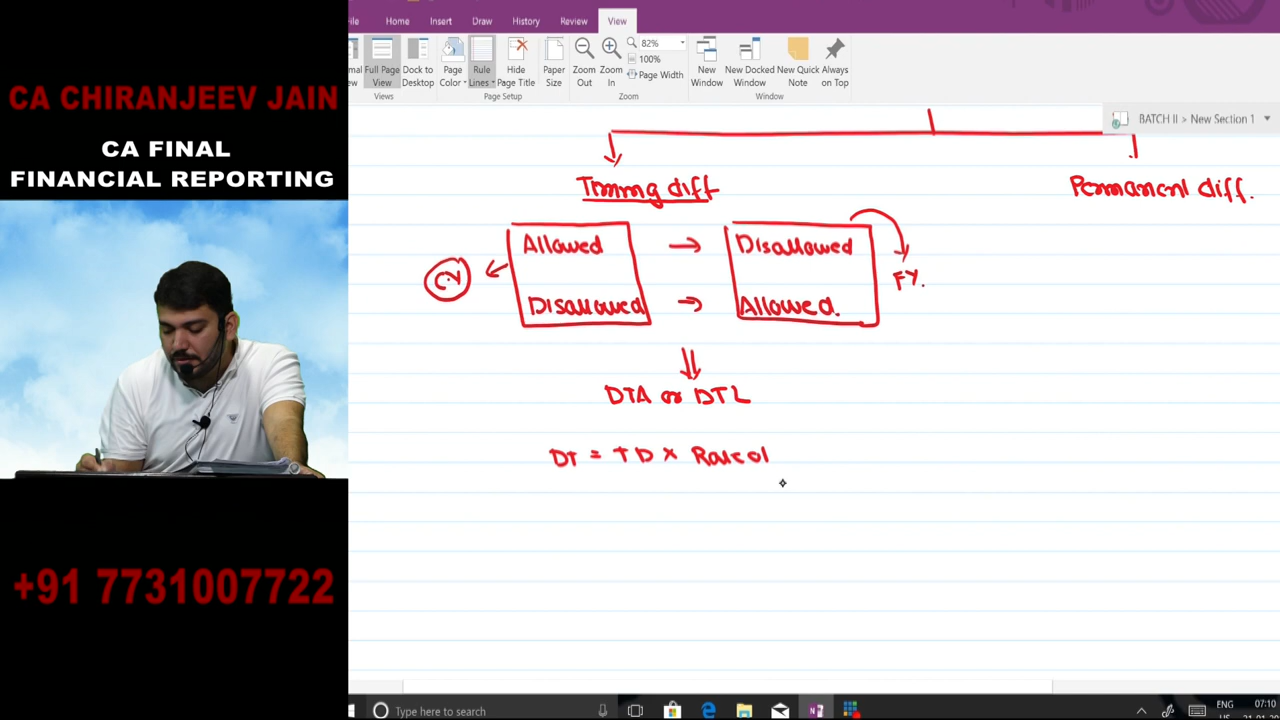 CA CHIRANJEEV JAIN
CA FINAL
FINANCIAL REPORTING
+91 7731007722
Home Insert Draw History Review View
Full Page View
Dock to Desktop
Page Color
Rule Lines
Hide Page Title
Paper Size
Zoom Out
Zoom In
82%
100%
Page Width
New Window
New Docked Window
New Quick Note
Always on Top
Views Page Setup Zoom Window
BATCH II > New Section 1
Timing diff Permanent diff.
Allowed → Disallowed
CY FY.
Disallowed → Allowed.
DTA or DTL
DT = TD × Rate of
Type here to search
ENG 07:10